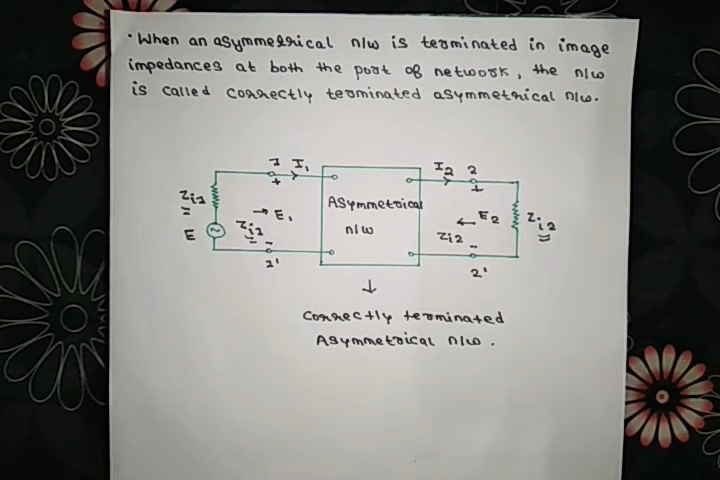 • When an asymmetrical n/w is terminated in image
impedances at both the port of network, the n/w
is called correctly terminated asymmetrical n/w.
1 I1
I2 2
+
+
Zi1
Asymmetrical
→ E1
← E2
Zi2
E
Zi1
n/w
Zi2
-
-
1'
2'
↓
correctly terminated
Asymmetrical n/w.